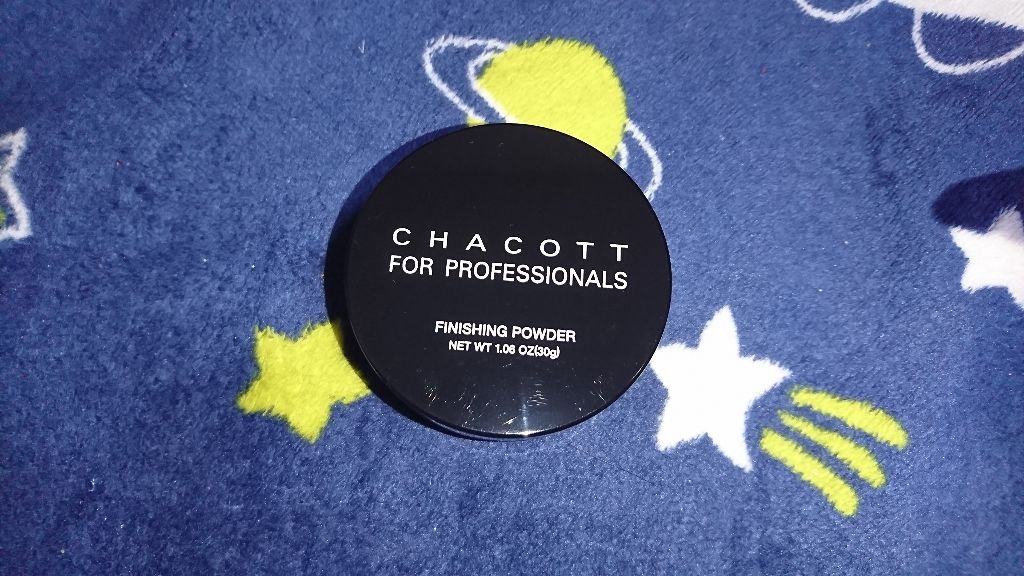 CHACOTT
FOR PROFESSIONALS
FINISHING POWDER
NET WT 1.06 OZ(30g)